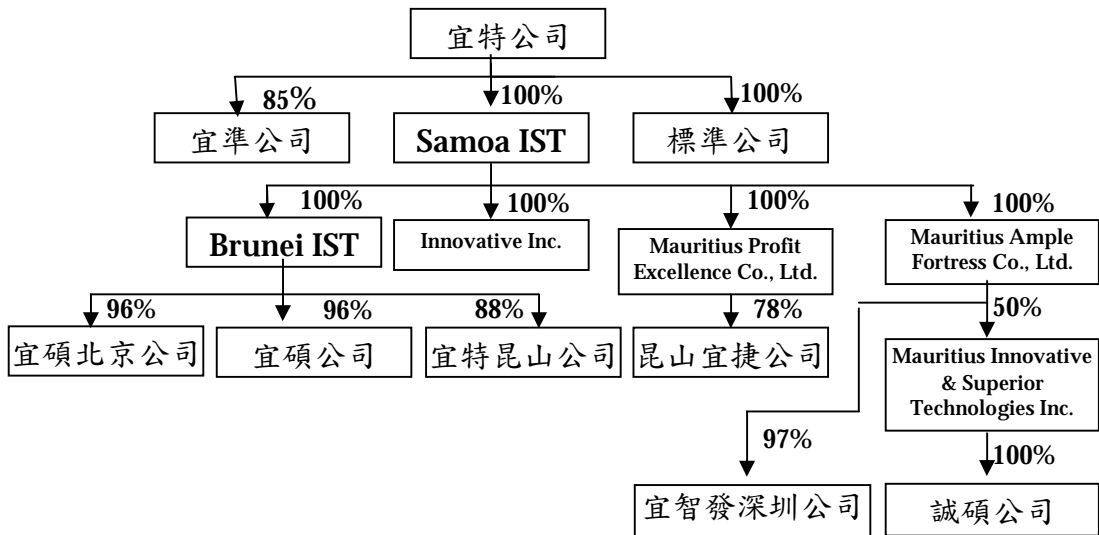 宜特公司
85%
100%
100%
宜準公司
Samoa IST
標準公司
100%
100%
100%
100%
Brunei IST
Innovative Inc.
Mauritius Profit
Excellence Co., Ltd.
Mauritius Ample
Fortress Co., Ltd.
96%
96%
88%
78%
50%
宜碩北京公司
宜碩公司
宜特昆山公司
昆山宜捷公司
Mauritius Innovative
& Superior
Technologies Inc.
97%
100%
宜智發深圳公司
誠碩公司